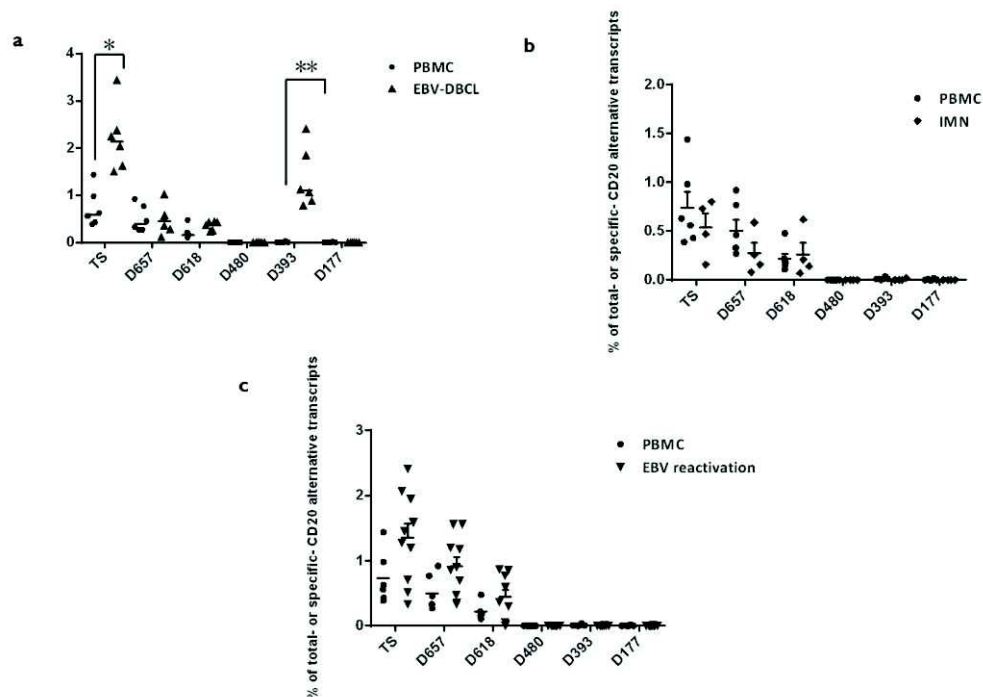 a
*
**
4
3
2
1
0
TS
D657
D618
D480
D393
D177
PBMC
EBV-DBCL
b
% of total- or specific- CD20 alternative transcripts
2.0
1.5
1.0
0.5
0.0
TS
D657
D618
D480
D393
D177
PBMC
IMN
c
% of total- or specific- CD20 alternative transcripts
3
2
1
0
TS
D657
D618
D480
D393
D177
PBMC
EBV reactivation